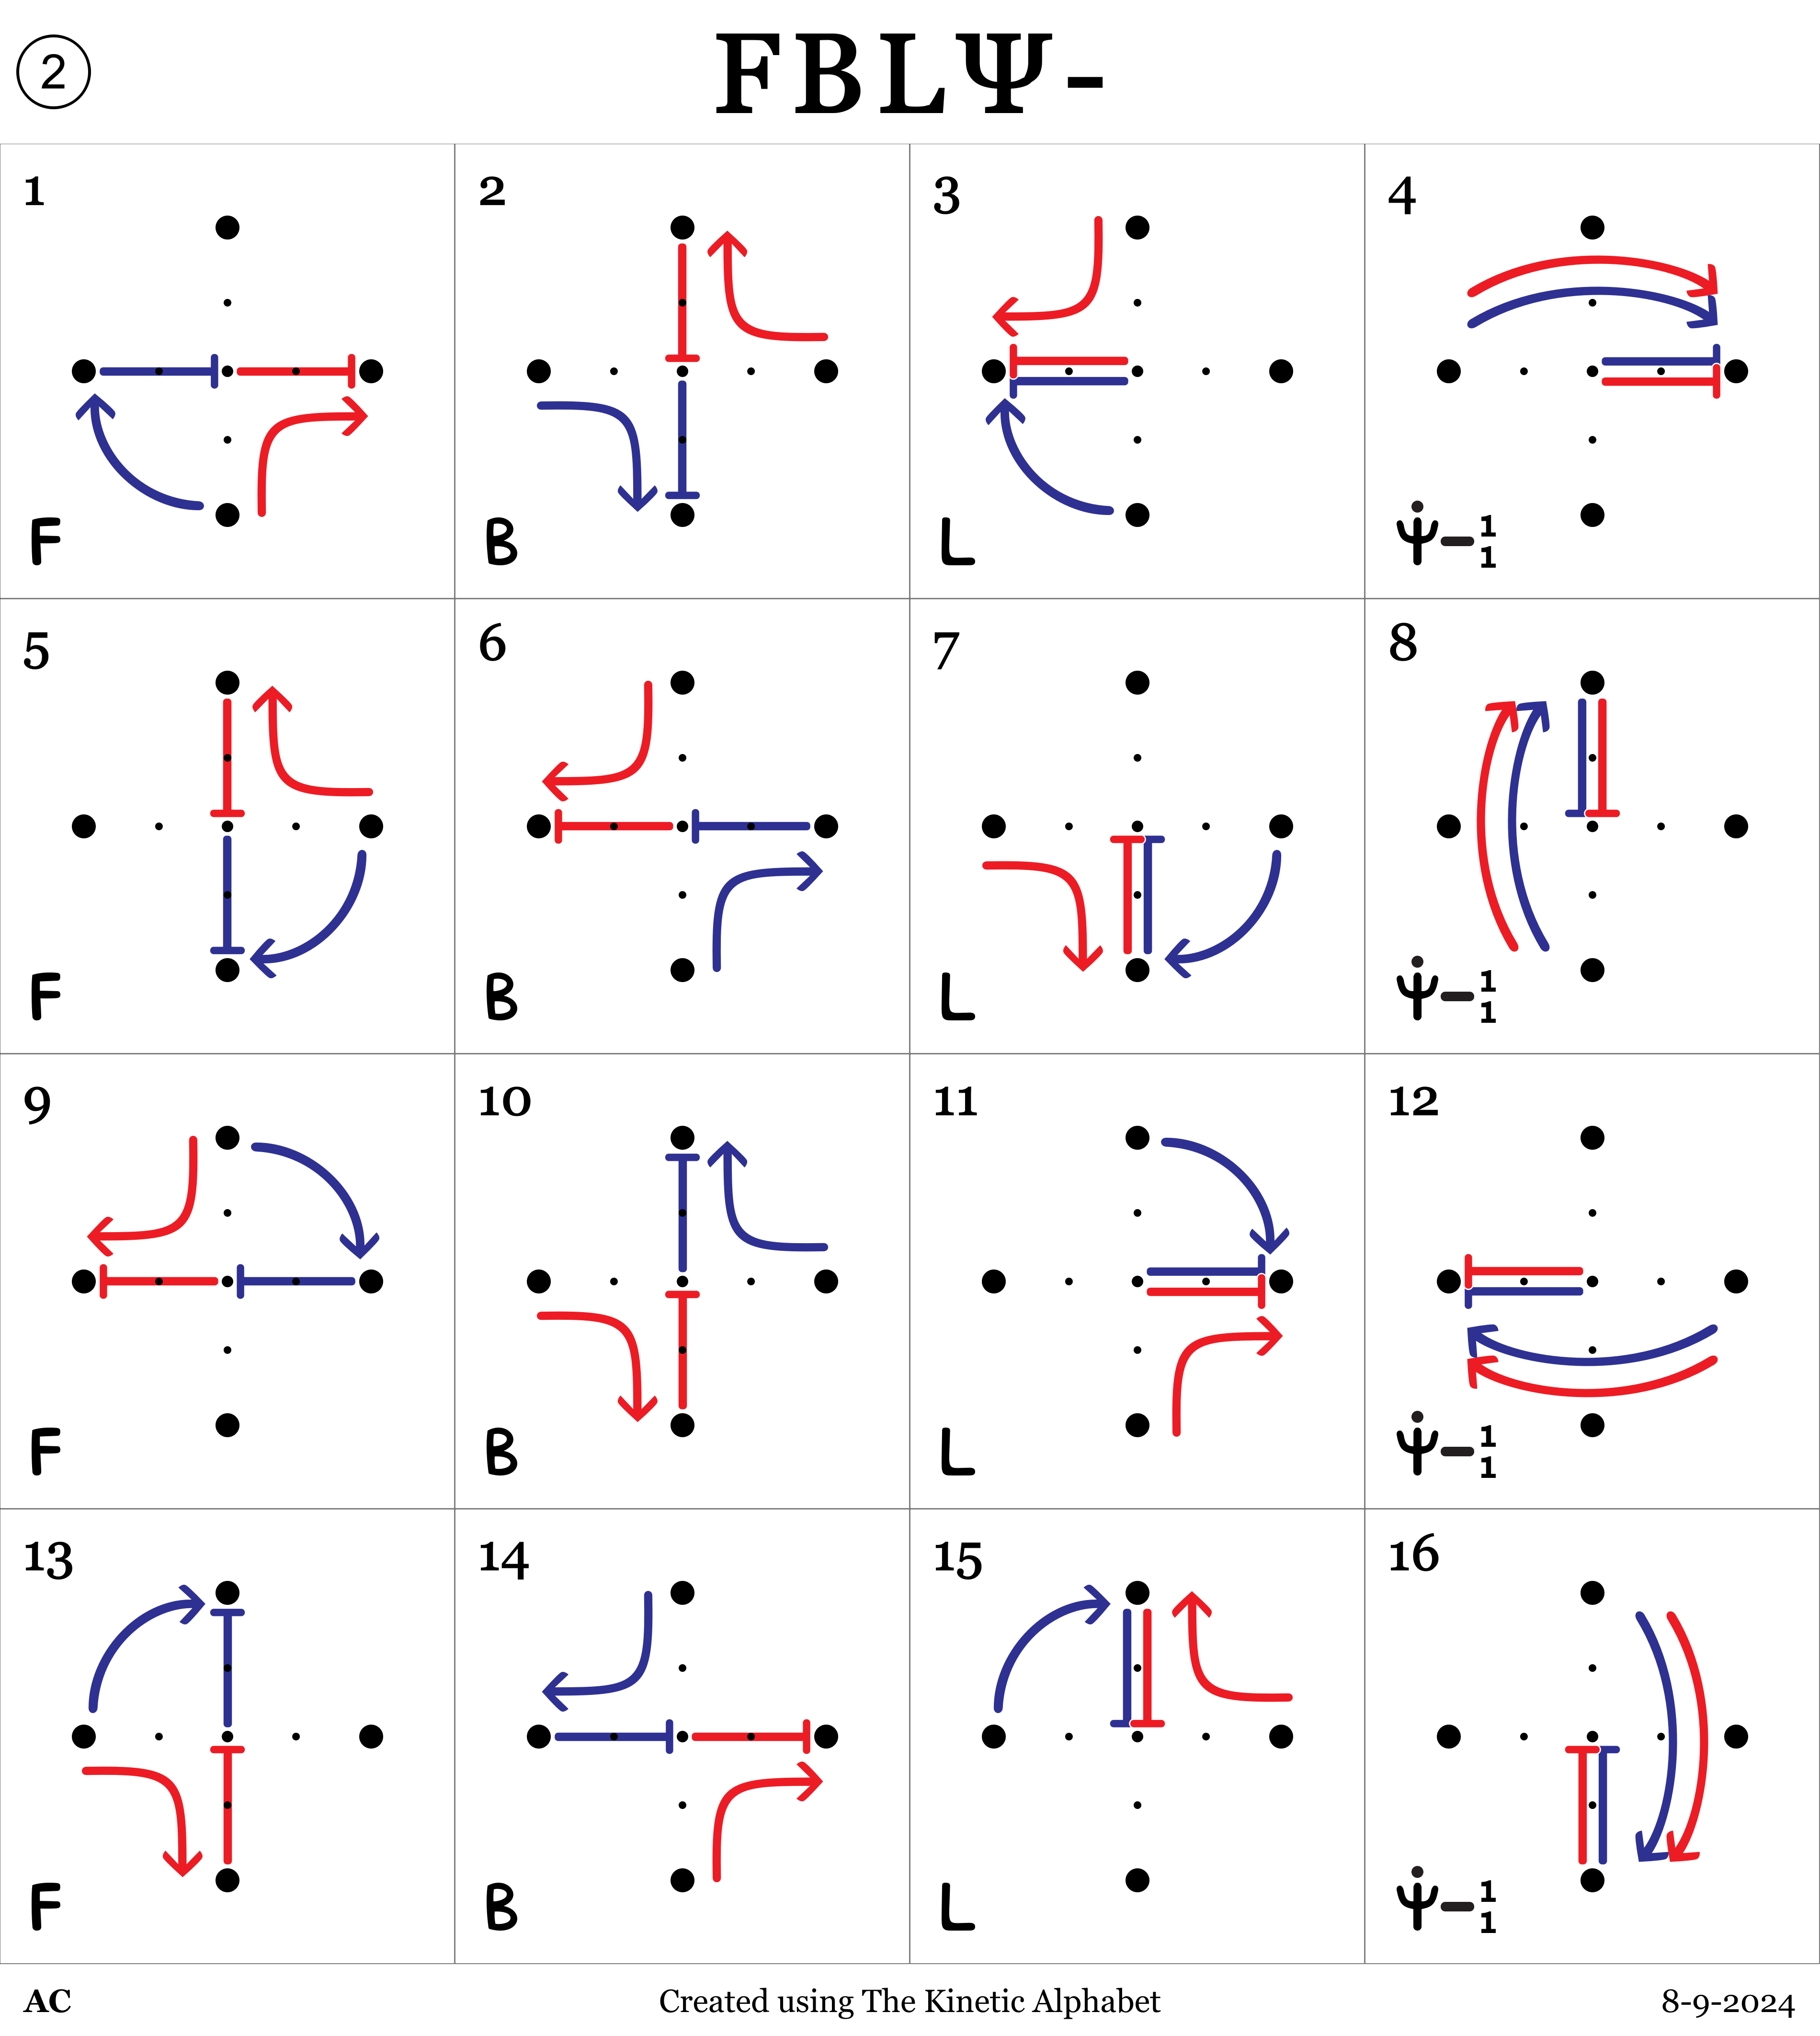 2
FBLΨ-
1 2 3 4
F B L Ψ̇-1
1
5 6 7 8
F B L Ψ̇-1
1
9 10 11 12
F B L Ψ̇-1
1
13 14 15 16
F B L Ψ̇-1
1
AC Created using The Kinetic Alphabet 8-9-2024